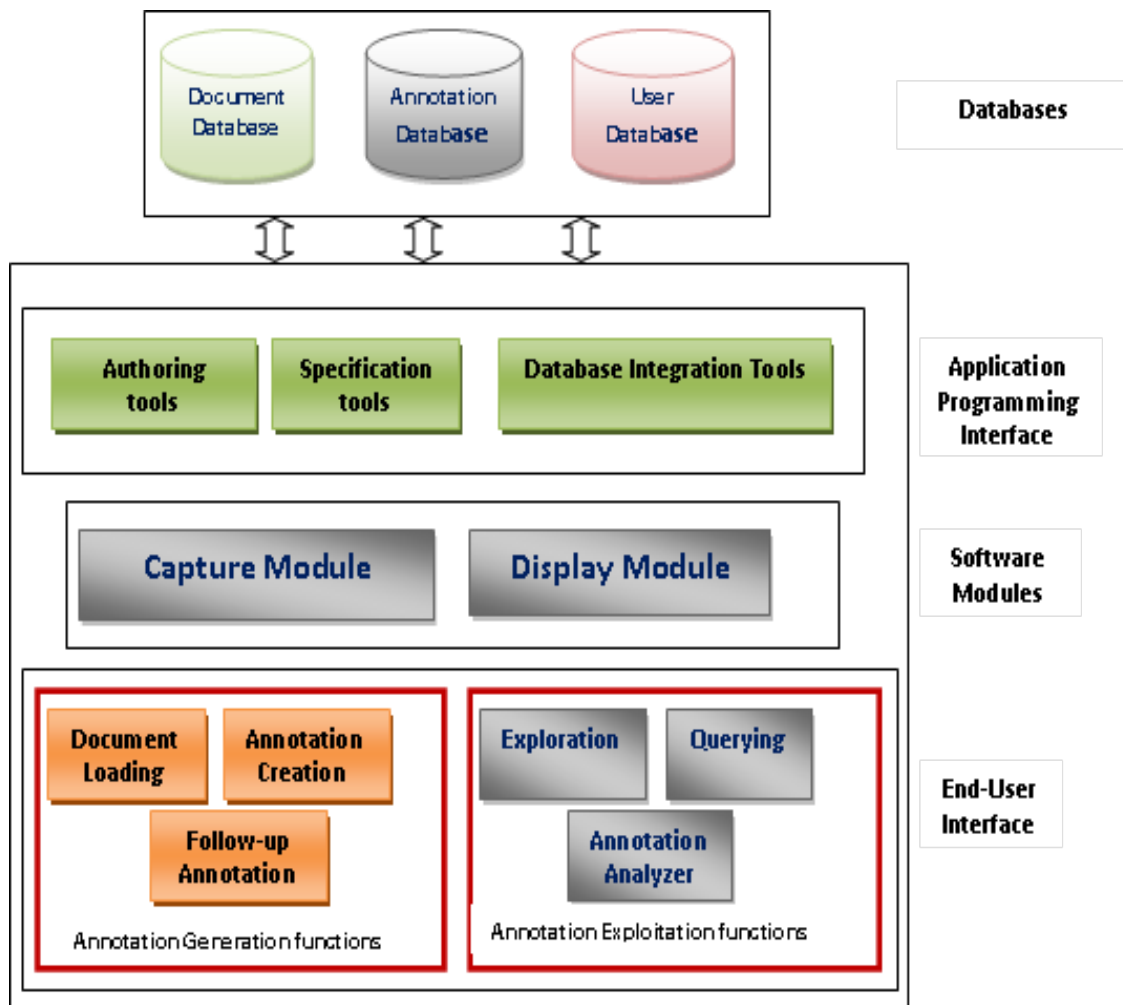 Document
Database
Annotation
Database
User
Database
Databases
Authoring
tools
Specification
tools
Database Integration Tools
Application
Programming
Interface
Capture Module
Display Module
Software
Modules
Document
Loading
Annotation
Creation
Follow-up
Annotation
Annotation Generation functions
Exploration
Querying
Annotation
Analyzer
Annotation Exploitation functions
End-User
Interface